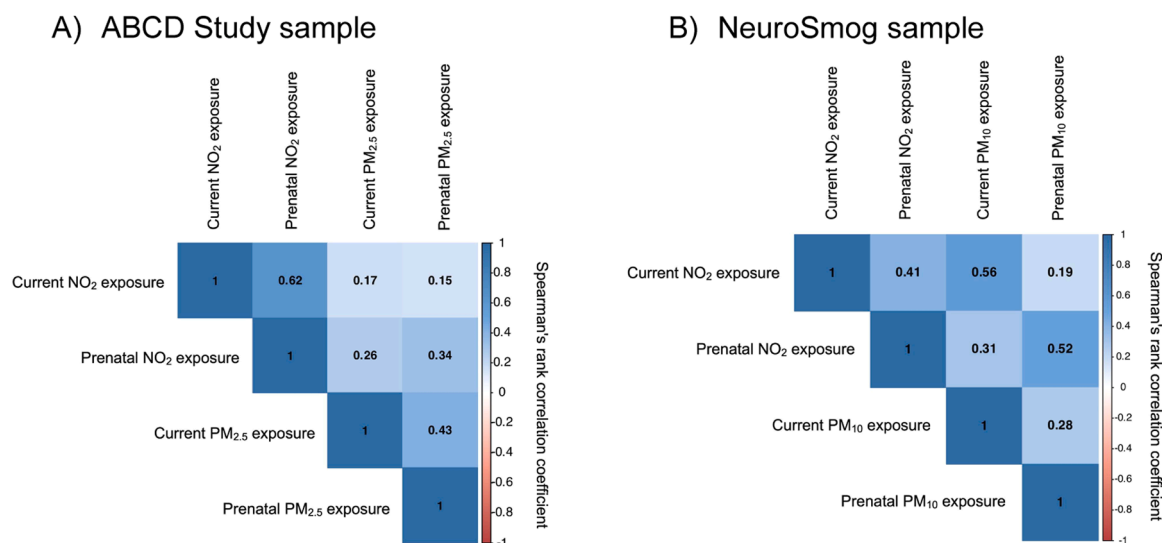 A) ABCD Study sample
Current NO₂ exposure
Prenatal NO₂ exposure
Current PM₂.₅ exposure
Prenatal PM₂.₅ exposure
Current NO₂ exposure
1
0.62
0.17
0.15
Prenatal NO₂ exposure
1
0.26
0.34
Current PM₂.₅ exposure
1
0.43
Prenatal PM₂.₅ exposure
1
1
0.8
0.6
0.4
0.2
0
-0.2
-0.4
-0.6
-0.8
-1
Spearman's rank correlation coefficient
B) NeuroSmog sample
Current NO₂ exposure
Prenatal NO₂ exposure
Current PM₁₀ exposure
Prenatal PM₁₀ exposure
Current NO₂ exposure
1
0.41
0.56
0.19
Prenatal NO₂ exposure
1
0.31
0.52
Current PM₁₀ exposure
1
0.28
Prenatal PM₁₀ exposure
1
1
0.8
0.6
0.4
0.2
0
-0.2
-0.4
-0.6
-0.8
-1
Spearman's rank correlation coefficient